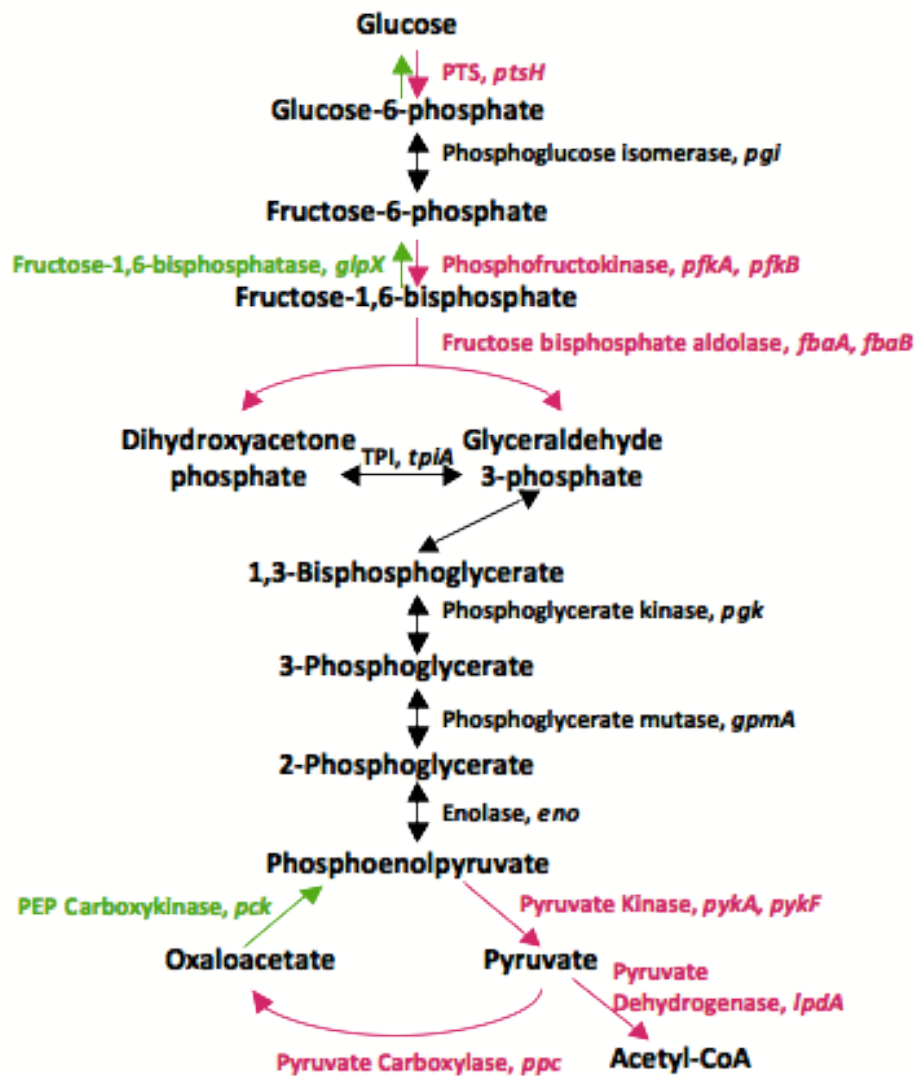 Glucose
PTS, ptsH
Glucose-6-phosphate
Phosphoglucose isomerase, pgi
Fructose-6-phosphate
Fructose-1,6-bisphosphatase, glpX
Phosphofructokinase, pfkA, pfkB
Fructose-1,6-bisphosphate
Fructose bisphosphate aldolase, fbaA, fbaB
Dihydroxyacetone
phosphate
TPI, tpiA
Glyceraldehyde
3-phosphate
1,3-Bisphosphoglycerate
Phosphoglycerate kinase, pgk
3-Phosphoglycerate
Phosphoglycerate mutase, gpmA
2-Phosphoglycerate
Enolase, eno
Phosphoenolpyruvate
PEP Carboxykinase, pck
Pyruvate Kinase, pykA, pykF
Oxaloacetate
Pyruvate
Pyruvate
Dehydrogenase, lpdA
Pyruvate Carboxylase, ppc
Acetyl-CoA